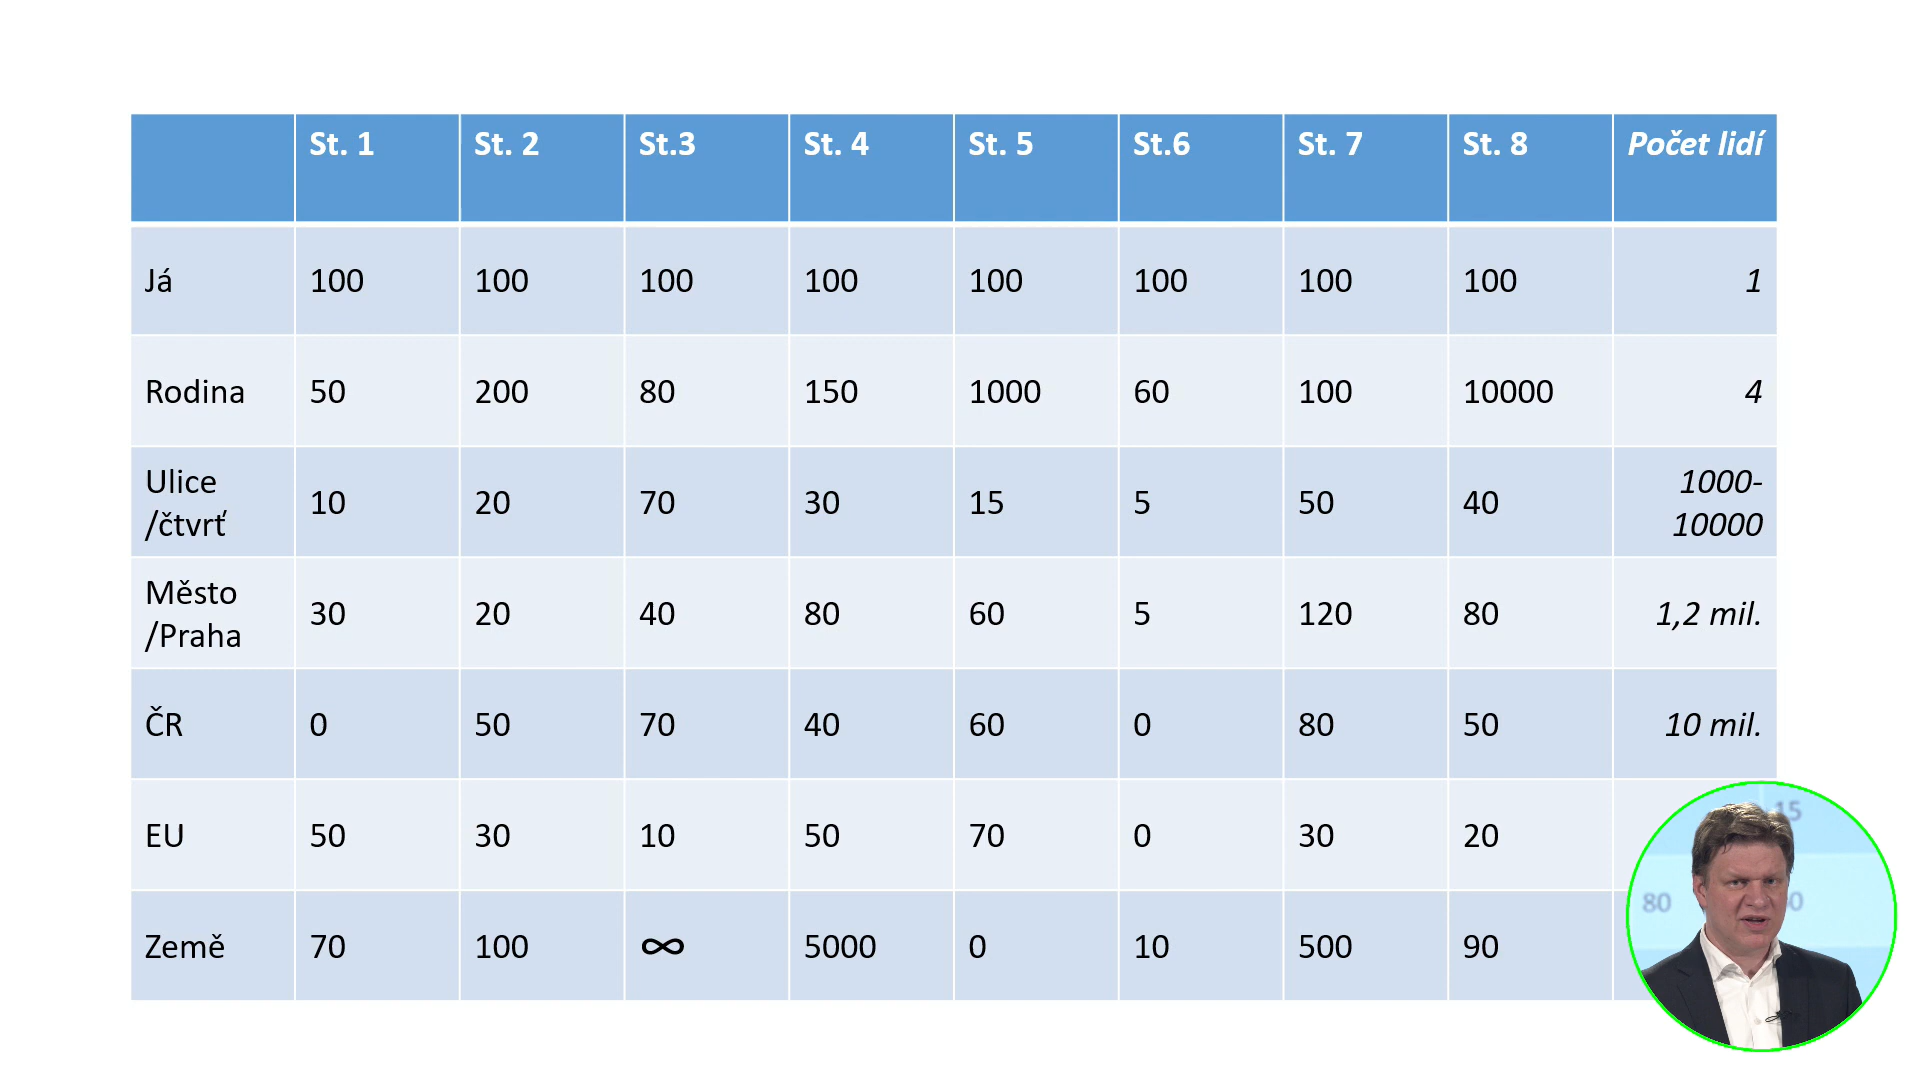 St. 1 St. 2 St.3 St. 4 St. 5 St.6 St. 7 St. 8 Počet lidí
Já 100 100 100 100 100 100 100 100 1
Rodina 50 200 80 150 1000 60 100 10000 4
Ulice
/čtvrť 10 20 70 30 15 5 50 40 1000-
10000
Město
/Praha 30 20 40 80 60 5 120 80 1,2 mil.
ČR 0 50 70 40 60 0 80 50 10 mil.
EU 50 30 10 50 70 0 30 20
15
Země 70 100 ∞ 5000 0 10 500 90
80